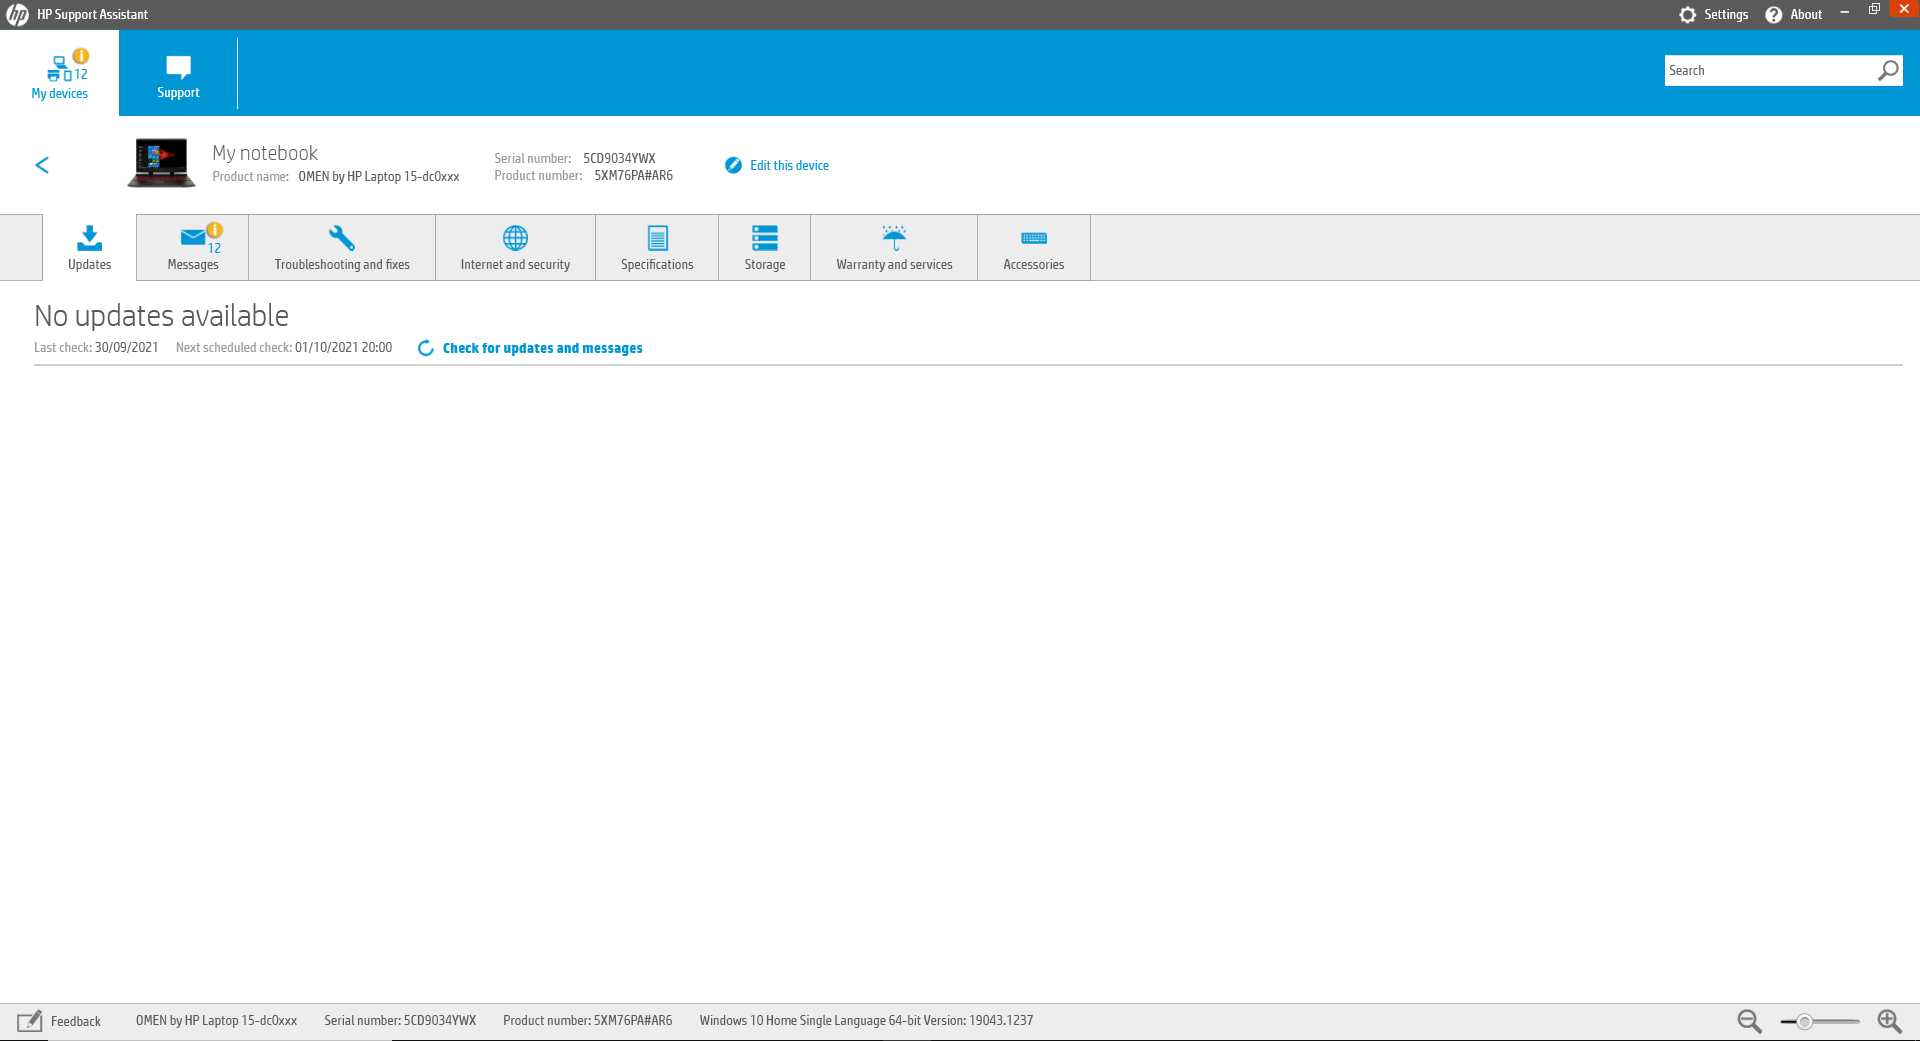 hp HP Support Assistant Settings ? About
i
12
My devices Support Search
My notebook
Product name: OMEN by HP Laptop 15-dc0xxx
Serial number: 5CD9034YWX
Product number: 5XM76PA#AR6
Edit this device
Updates
i 12 Messages
Troubleshooting and fixes
Internet and security
Specifications
Storage
Warranty and services
Accessories
No updates available
Last check: 30/09/2021 Next scheduled check: 01/10/2021 20:00 Check for updates and messages
Feedback OMEN by HP Laptop 15-dc0xxx Serial number: 5CD9034YWX Product number: 5XM76PA#AR6 Windows 10 Home Single Language 64-bit Version: 19043.1237